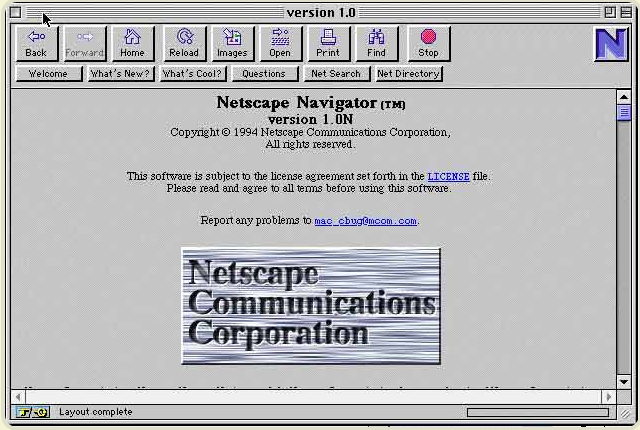 version 1.0
Back Forward Home Reload Images Open Print Find Stop
N
Welcome What's New? What's Cool? Questions Net Search Net Directory
Netscape Navigator (TM)
version 1.0N
Copyright © 1994 Netscape Communications Corporation,
All rights reserved.
This software is subject to the license agreement set forth in the LICENSE file.
Please read and agree to all terms before using this software.
Report any problems to mac_cbug@mcom.com.
Netscape
Communications
Corporation
Layout complete